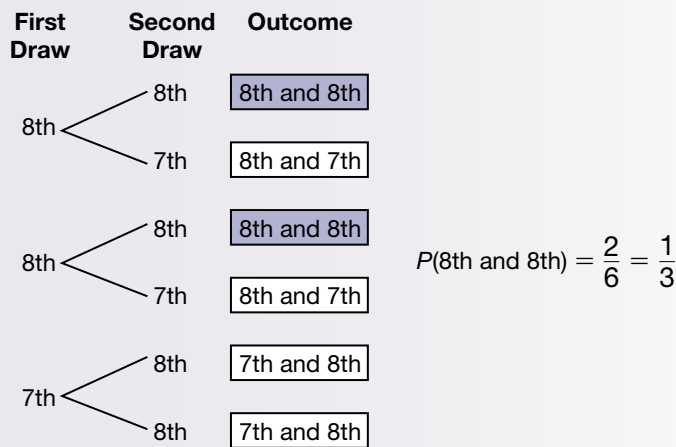 First Draw Second Draw Outcome
8th 8th 8th and 8th
7th 8th and 7th
8th 8th 8th and 8th
7th 8th and 7th
P(8th and 8th) = 2/6 = 1/3
7th 8th 7th and 8th
8th 7th and 8th